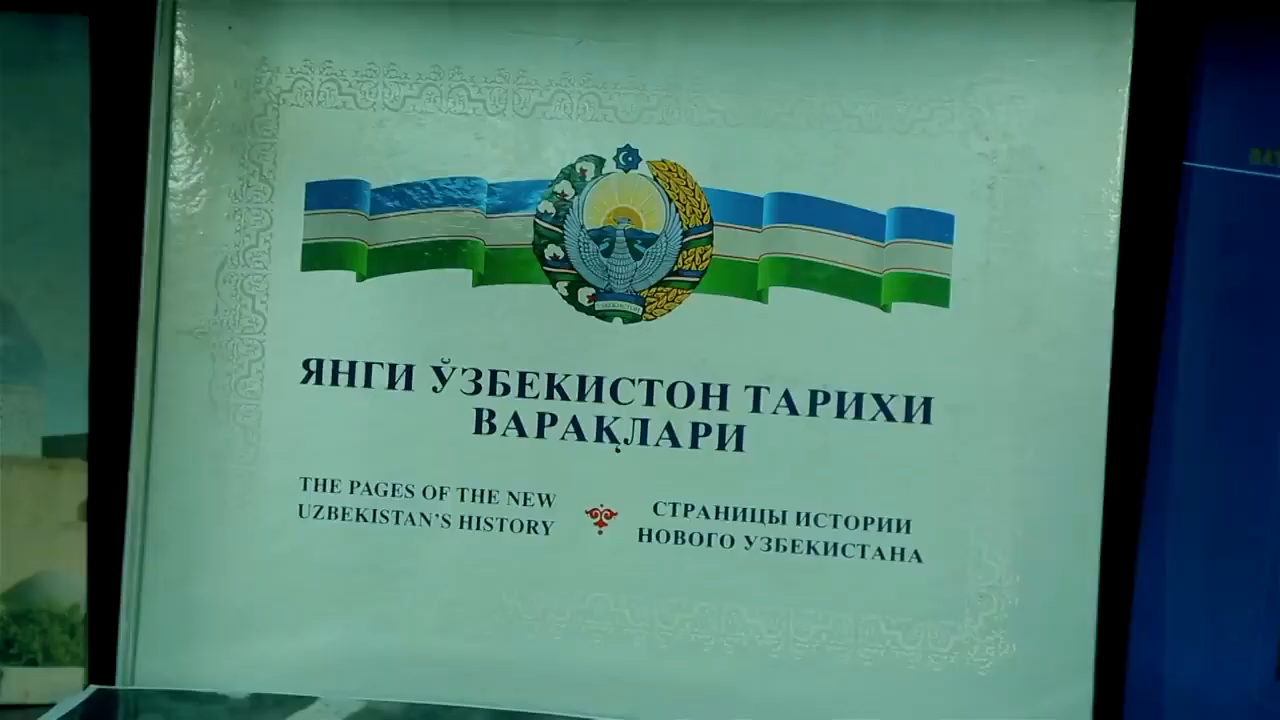 ЯНГИ ЎЗБЕКИСТОН ТАРИХИ
ВАРАҚЛАРИ
THE PAGES OF THE NEW
UZBEKISTAN'S HISTORY
СТРАНИЦЫ ИСТОРИИ
НОВОГО УЗБЕКИСТАНА